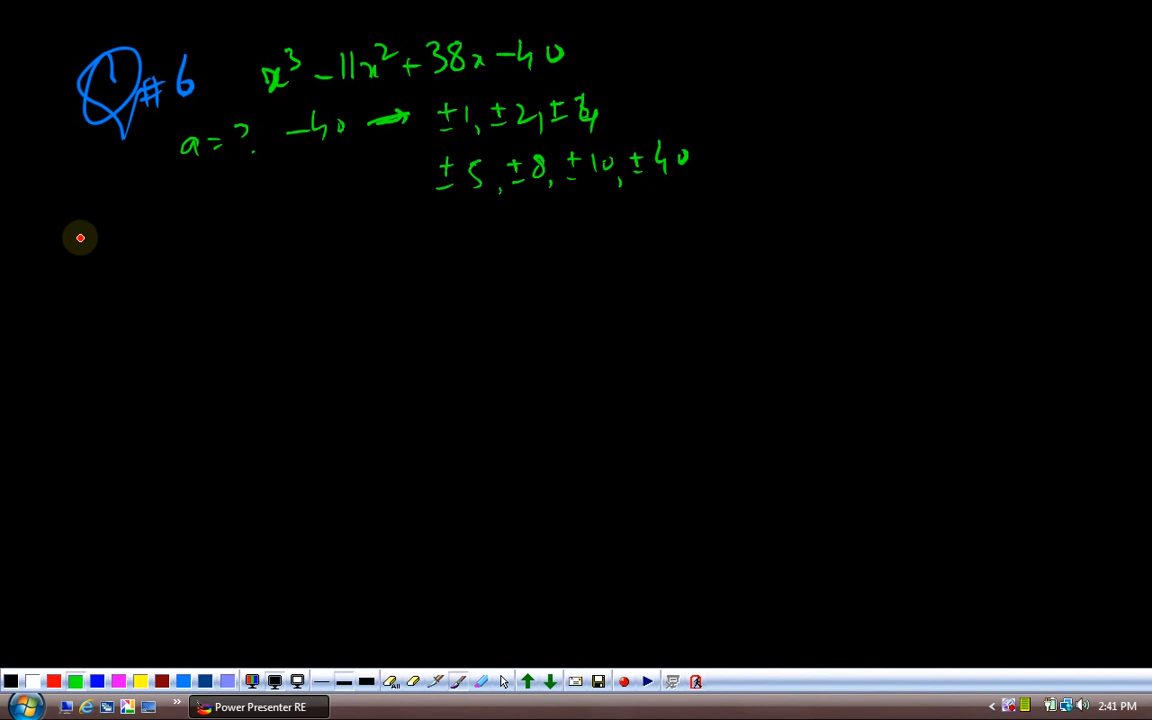 Q#6 x³ -11x² +38x -40
a=? -40 → ±1, ±2, ±4
±5, ±8, ±10, ±40
All
Power Presenter RE
2:41 PM